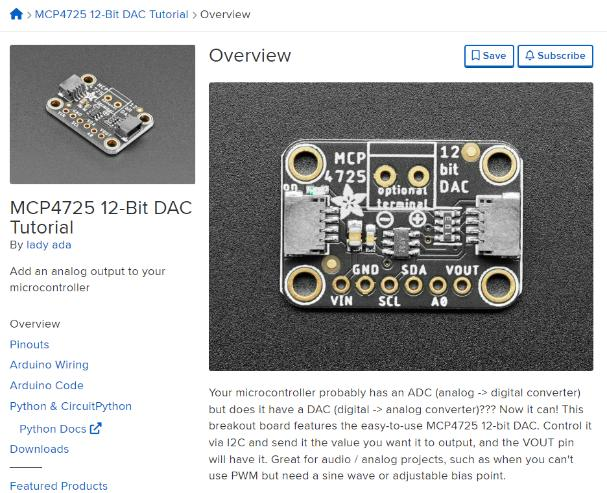 MCP4725 12-Bit DAC Tutorial
Overview
MCP4725 12-Bit DAC
Tutorial
By lady ada
Add an analog output to your
microcontroller
Overview
Pinouts
Arduino Wiring
Arduino Code
Python & CircuitPython
Python Docs
Downloads
Featured Products
Overview
Save
Subscribe
MCP
4725
12
bit
DAC
on
optional
terminal
GND SDA VOUT
VIN SCL A0
Your microcontroller probably has an ADC (analog -> digital converter)
but does it have a DAC (digital -> analog converter)??? Now it can! This
breakout board features the easy-to-use MCP4725 12-bit DAC. Control it
via I2C and send it the value you want it to output, and the VOUT pin
will have it. Great for audio / analog projects, such as when you can't
use PWM but need a sine wave or adjustable bias point.